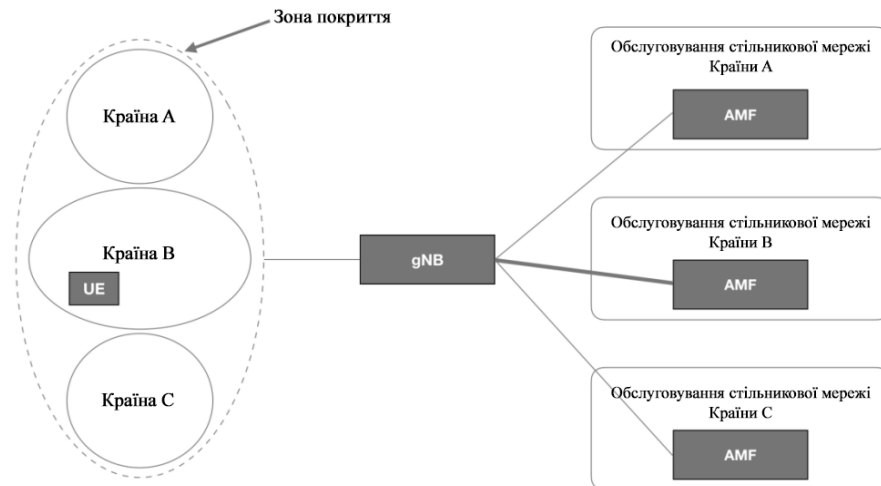 Зона покриття
Країна А
Країна В
UE
Країна С
gNB
Обслуговування стільникової мережі
Країни А
AMF
Обслуговування стільникової мережі
Країни В
AMF
Обслуговування стільникової мережі
Країни С
AMF